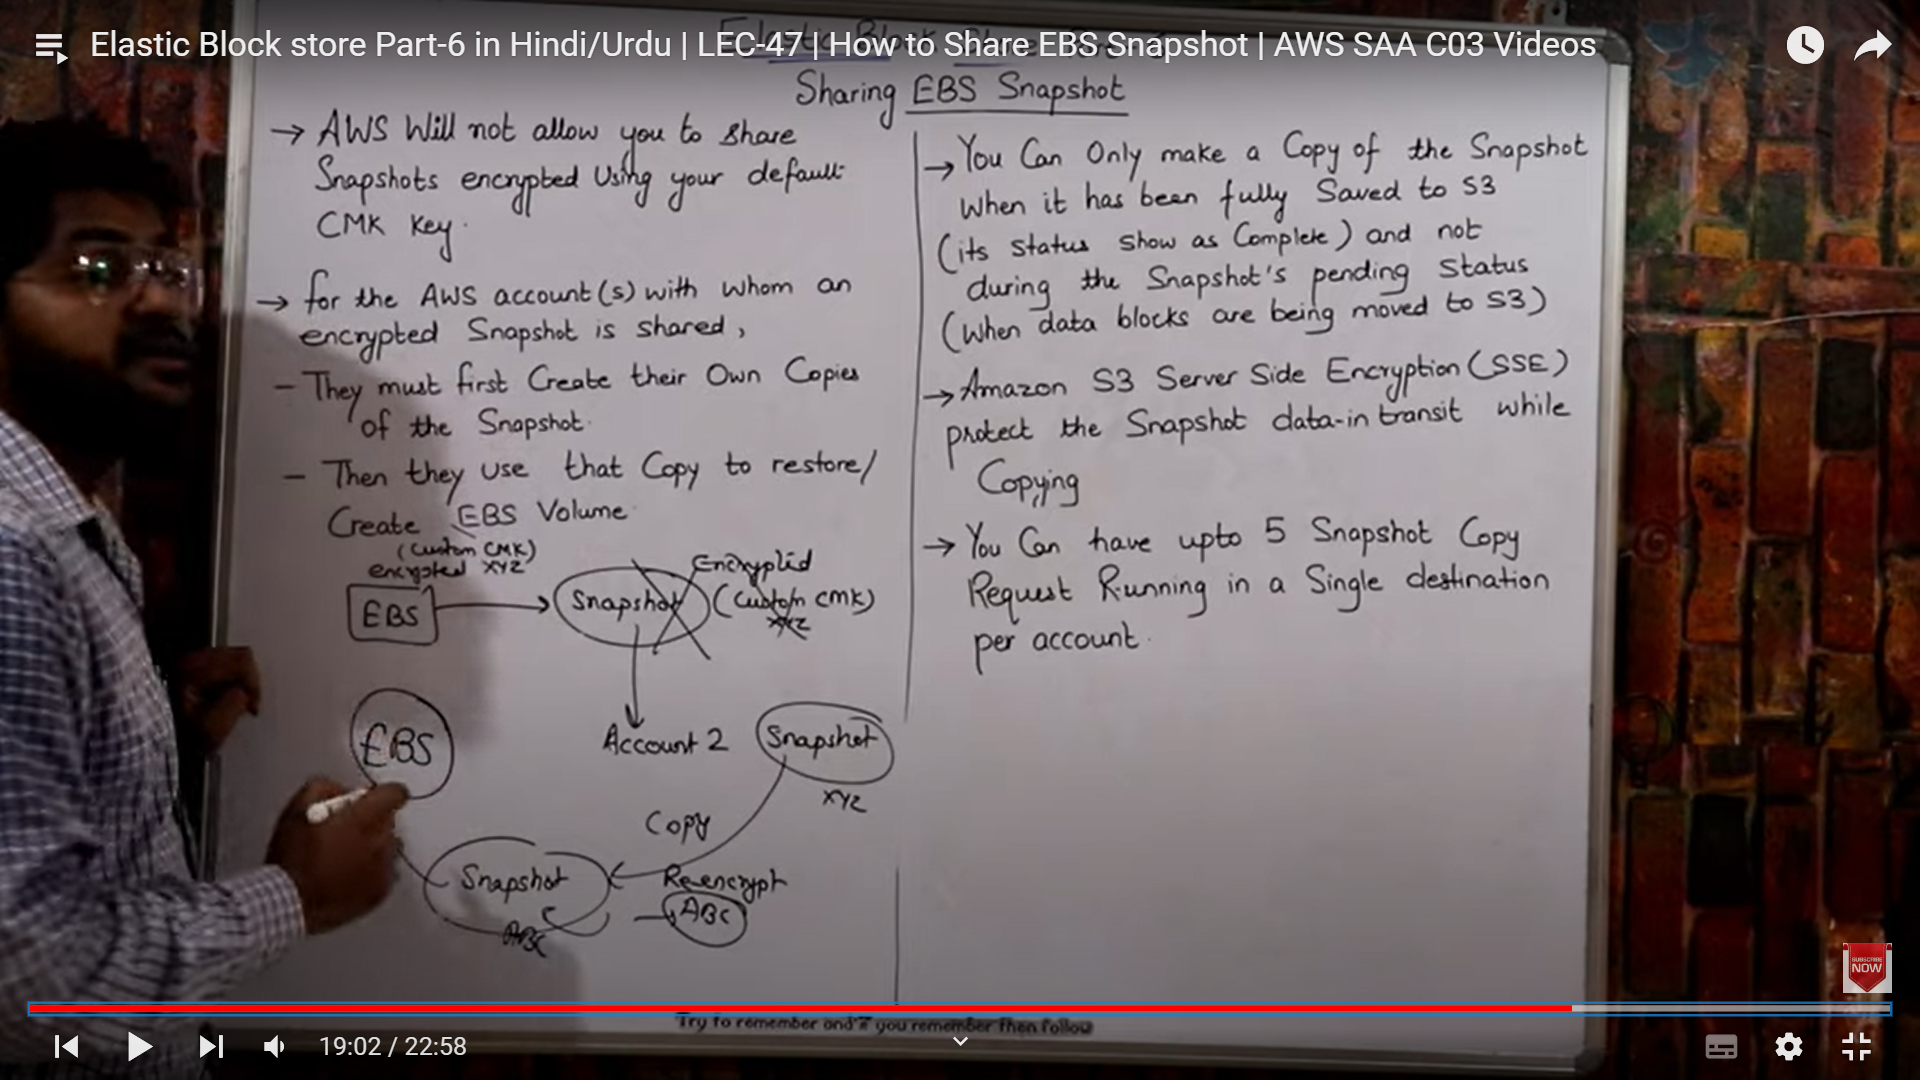 Elastic Block store Part-6 in Hindi/Urdu | LEC-47 | How to Share EBS Snapshot | AWS SAA C03 Videos
Sharing EBS Snapshot
→ AWS Will not allow you to share
Snapshots encrypted Using your default
CMK Key.
→ for the AWS account(s) with whom an
encrypted Snapshot is shared,
- They must first Create their Own Copies
of the Snapshot.
- Then they use that Copy to restore/
Create EBS Volume
(Custom CMK)
encrypted XYZ
EBS
Snapshot
Encrypted
(Custom CMK)
XYZ
Account 2
Snapshot
XYZ
EBS
Copy
Re-encrypt
ABC
Snapshot
ABC
→ You Can Only make a Copy of the Snapshot
When it has been fully Saved to S3
(its status show as Complete) and not
during the Snapshot's pending Status
(When data blocks are being moved to S3)
→ Amazon S3 Server Side Encryption (SSE)
protect the Snapshot data-in transit while
Copying
→ You Can have upto 5 Snapshot Copy
Request Running in a Single destination
per account.
SUBSCRIBE
NOW
Try to remember and if you remember then follow
19:02 / 22:58